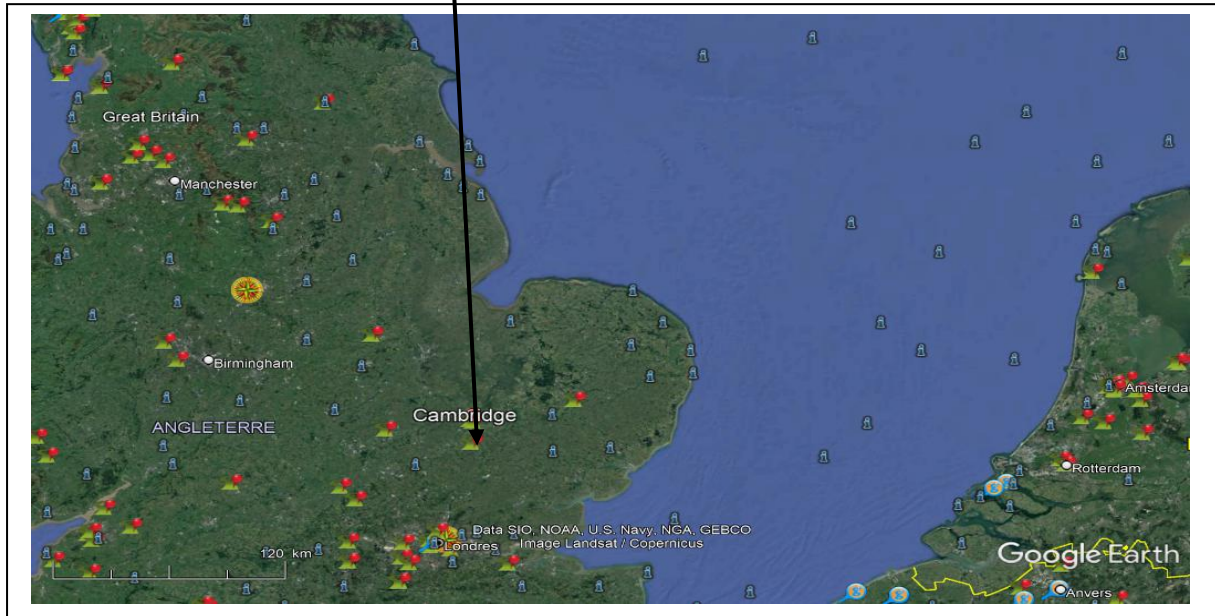 Great Britain
Manchester
Birmingham
Cambridge
Amsterda
ANGLETERRE
Rotterdam
Data SIO, NOAA, U.S. Navy, NGA, GEBCO
Londres
Image Landsat / Copernicus
120 km
Google Earth
Anvers